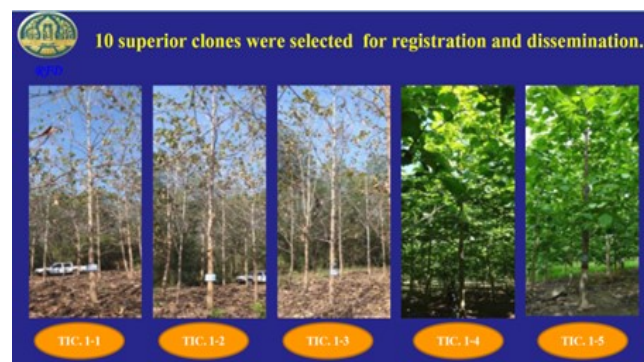 10 superior clones were selected for registration and dissemination.
RFD
TIC. 1-1
TIC. 1-2
TIC. 1-3
TIC. 1-4
TIC. 1-5